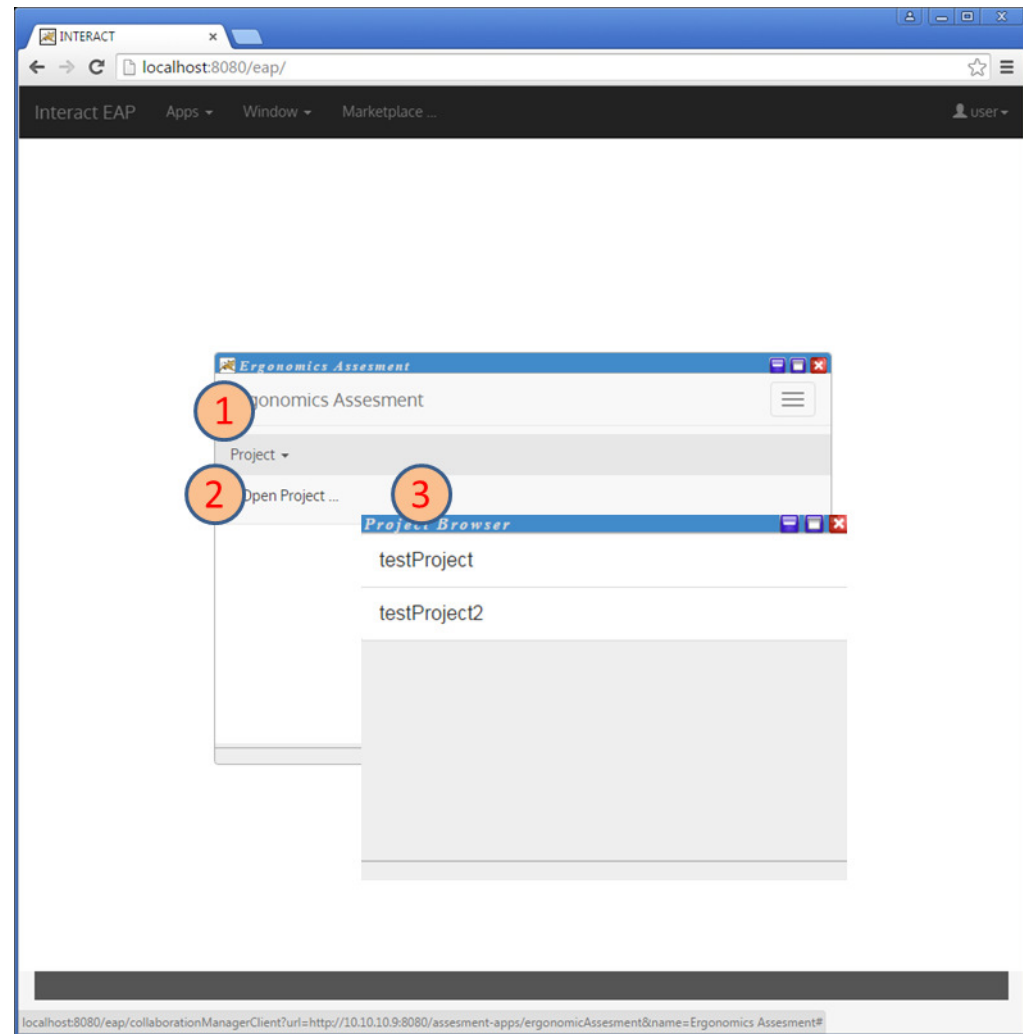 INTERACT
localhost:8080/eap/
Interact EAP Apps Window Marketplace ... user
Ergonomics Assesment
1
gonomics Assesment
Project
2
Open Project ...
3
Project Browser
testProject
testProject2
localhost:8080/eap/collaborationManagerClient?url=http://10.10.10.9:8080/assesment-apps/ergonomicAssesment&name=Ergonomics Assesment#